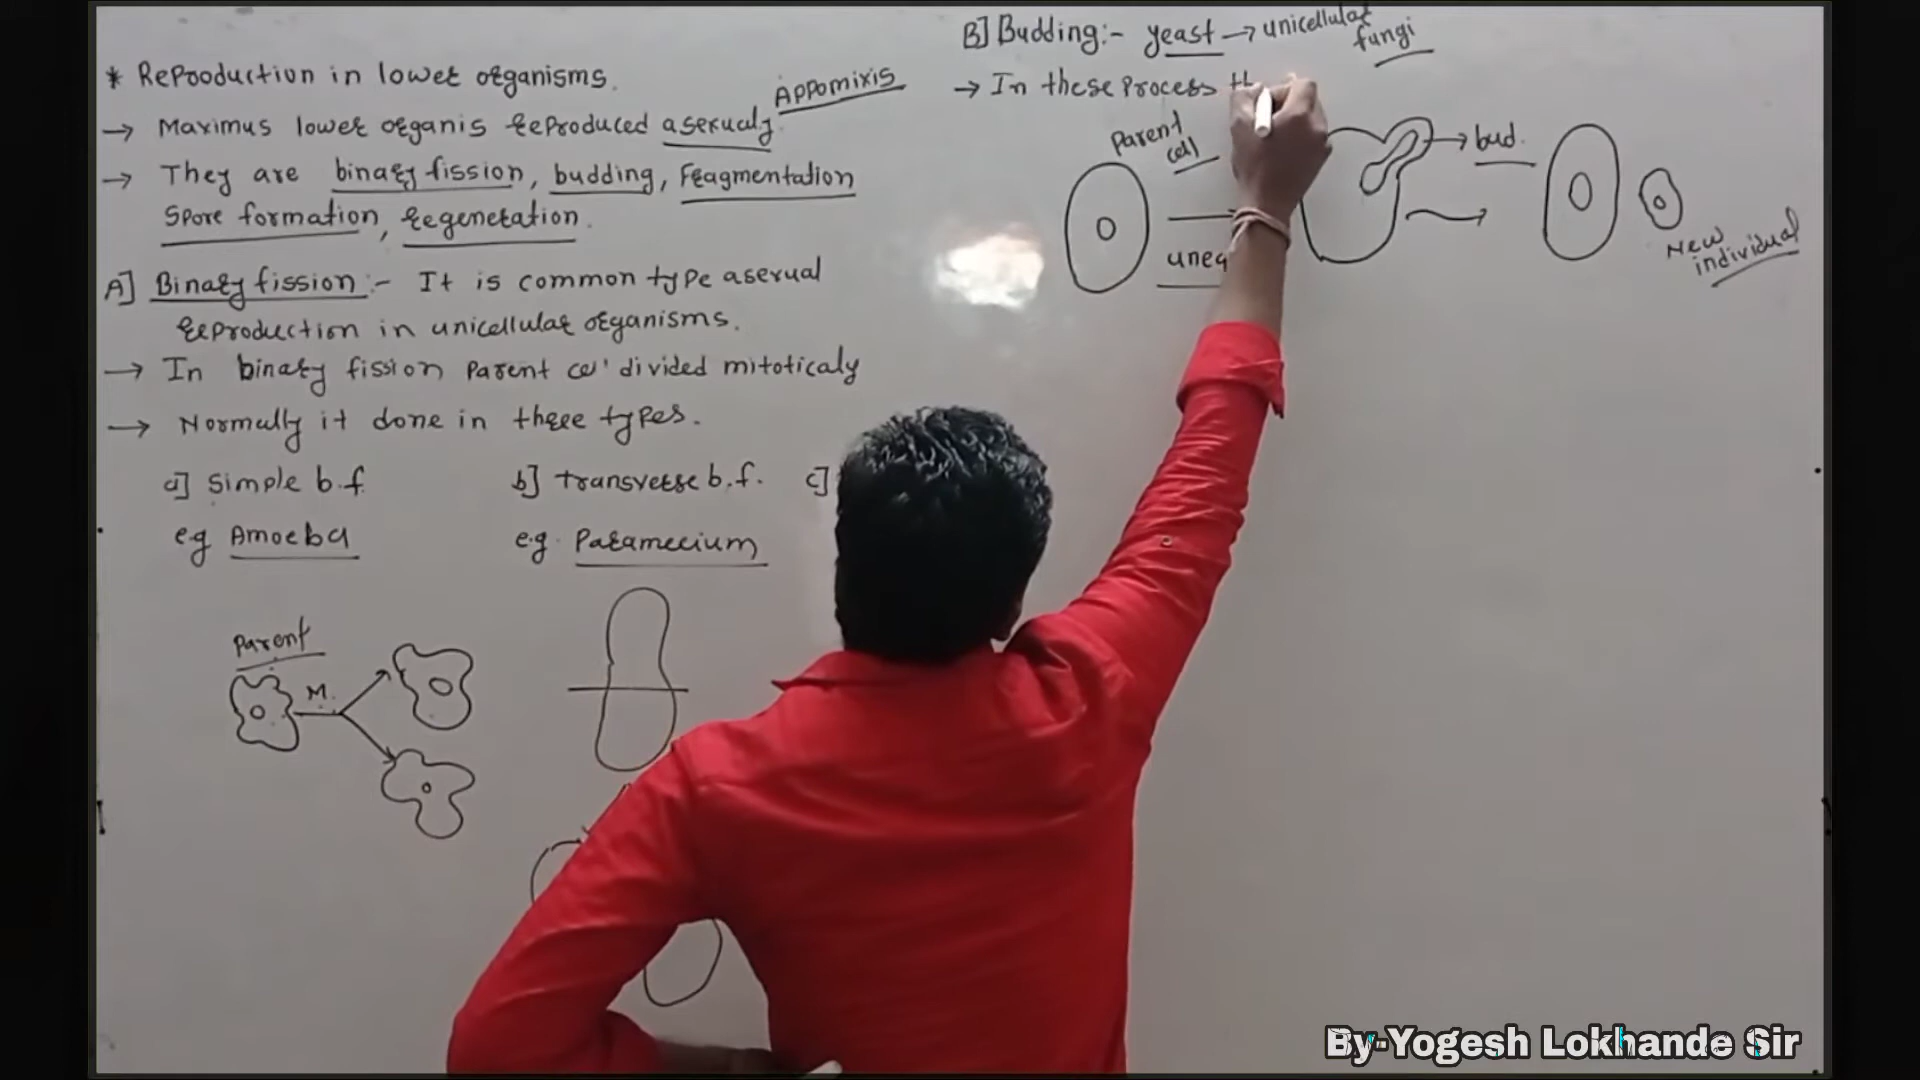 * Repooduction in lower organisms.
Appomixis
→ Maximus lower organis reproduced asexualy.
→ They are binary fission, budding, Fragmentation
Spore formation, regeneration.
A] Binary fission :- It is common type asexual
reproduction in unicellular organisms.
→ In binary fission parent divided mitoticaly
→ Normally it done in three types.
a] simple b.f
b] transverse b.f.
c]
eg Amoeba
e.g. Paramecium
Parent
M.
B] Budding :- yeast → unicellular
fungi
→ In these process th
Parent
cell
bud.
uneq
New
individual
By-Yogesh Lokhande Sir